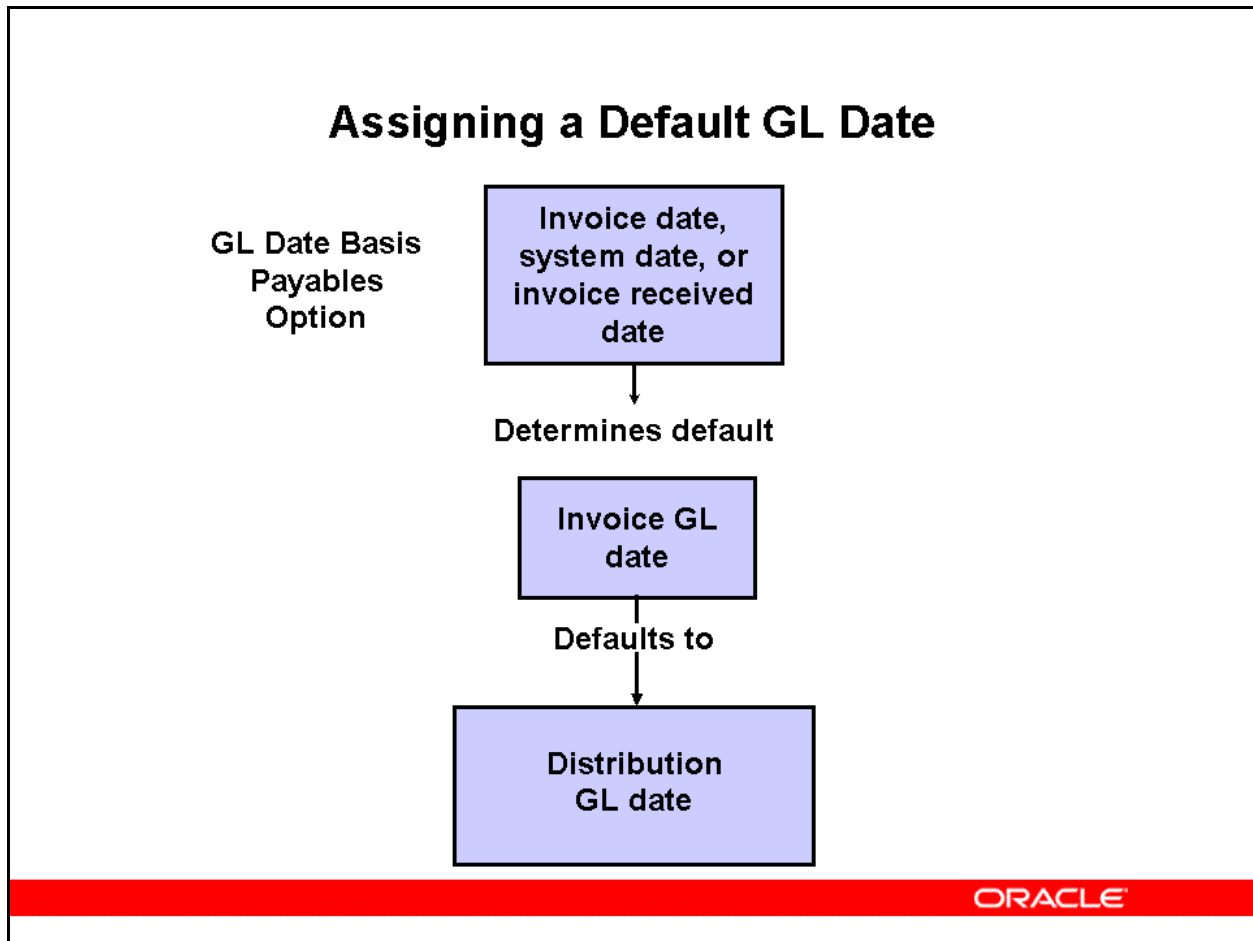 Assigning a Default GL Date
GL Date Basis
Payables
Option
Invoice date,
system date, or
invoice received
date
Determines default
Invoice GL
date
Defaults to
Distribution
GL date
ORACLE